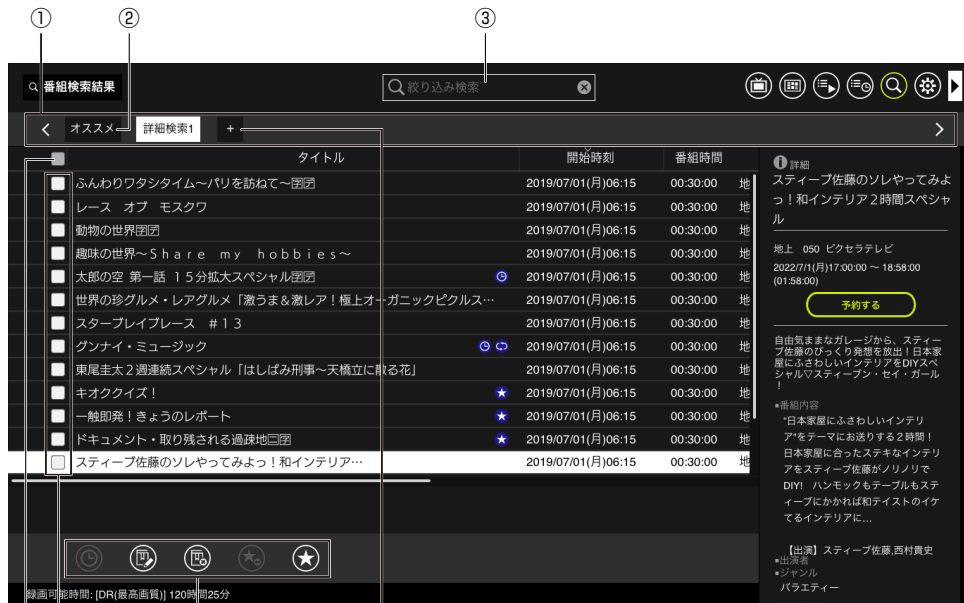 ① ② ③
番組検索結果
絞り込み検索
オススメ 詳細検索1 +
タイトル 開始時刻 番組時間
ふんわりワタシタイム〜パリを訪ねて〜🈑🈖 2019/07/01(月)06:15 00:30:00 地
レース オブ モスクワ 2019/07/01(月)06:15 00:30:00 地
動物の世界🈑🈖 2019/07/01(月)06:15 00:30:00 地
趣味の世界〜Ｓｈａｒｅ ｍｙ ｈｏｂｂｉｅｓ〜 2019/07/01(月)06:15 00:30:00 地
太郎の空 第一話 １５分拡大スペシャル🈑🈖 2019/07/01(月)06:15 00:30:00 地
世界の珍グルメ・レアグルメ「激うま＆激レア！極上オーガニックピクルス… 2019/07/01(月)06:15 00:30:00 地
スタープレイブレース ＃１３ 2019/07/01(月)06:15 00:30:00 地
グンナイ・ミュージック 2019/07/01(月)06:15 00:30:00 地
東尾圭太２週連続スペシャル「はしばみ刑事〜天橋立に散る花」 2019/07/01(月)06:15 00:30:00 地
キオククイズ！ 2019/07/01(月)06:15 00:30:00 地
一触即発！きょうのレポート 2019/07/01(月)06:15 00:30:00 地
ドキュメント・取り残される過疎地🈔🈑 2019/07/01(月)06:15 00:30:00 地
スティーブ佐藤のソレやってみよっ！和インテリア… 2019/07/01(月)06:15 00:30:00 地
録画可能時間: [DR(最高画質)] 120時間25分
詳細
スティーブ佐藤のソレやってみよ
っ！和インテリア２時間スペシャ
ル
地上 050 ピクセラテレビ
2022/7/1(月)17:00:00 〜 18:58:00
(01:58:00)
予約する
自由気ままなガレージから、スティー
ブ佐藤のびっくり発想を放出！日本家
屋にふさわしいインテリアをDIYスペ
シャル▽スティーブン・セイ・ガール
！
●番組内容
“日本家屋にふさわしいインテリ
ア”をテーマにお送りする２時間！
日本家屋に合ったステキなインテリ
アをスティーブ佐藤がノリノリで
DIY! ハンモックもテーブルもステ
ィーブにかかれば和テイストのイケ
てるインテリアに…
【出演】スティーブ佐藤,西村貴史
●出演者
●ジャンル
バラエティー